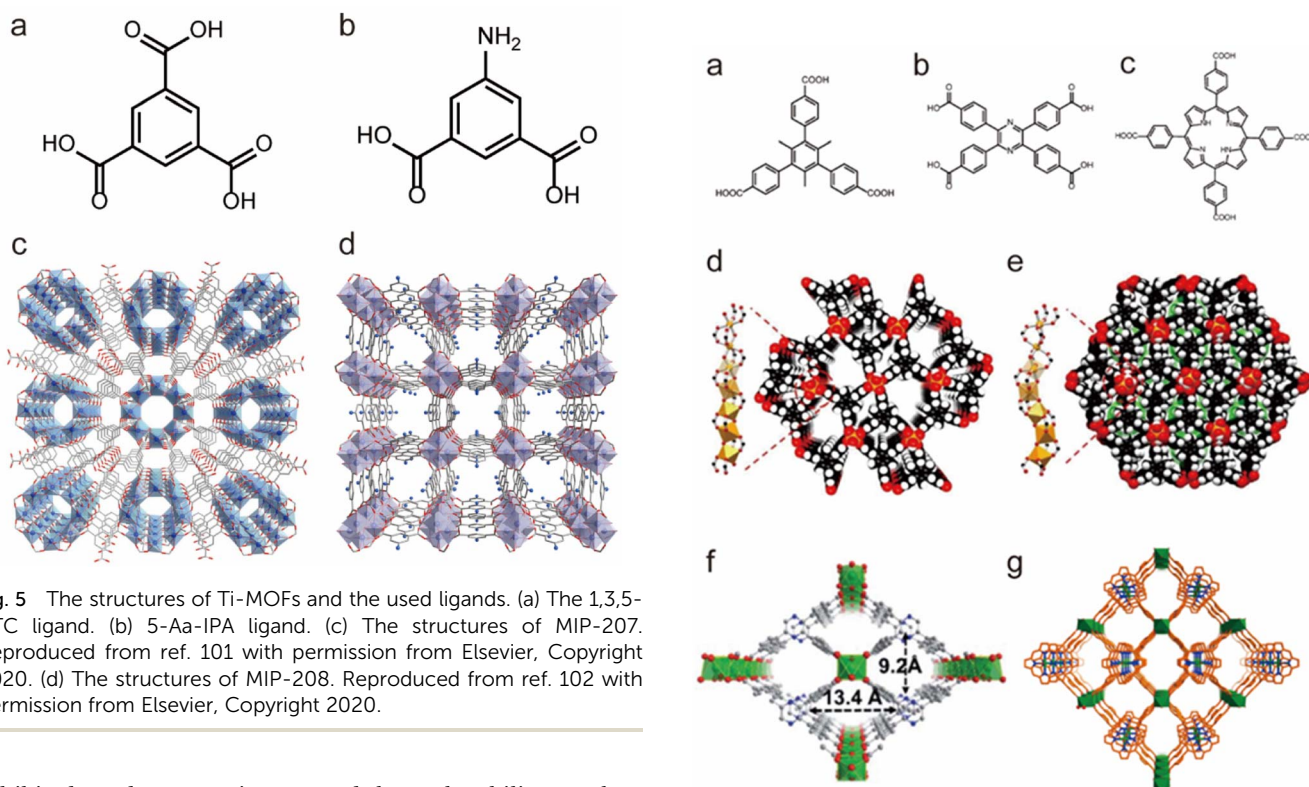 a
b
O
OH
HO
O
O
OH
NH2
HO
O
O
OH
c
d
g. 5 The structures of Ti-MOFs and the used ligands. (a) The 1,3,5-
TC ligand. (b) 5-Aa-IPA ligand. (c) The structures of MIP-207.
eproduced from ref. 101 with permission from Elsevier, Copyright
020. (d) The structures of MIP-208. Reproduced from ref. 102 with
ermission from Elsevier, Copyright 2020.
a
b
c
COOH
HOOC
COOH
O
HO
O
OH
N
N
HO
O
O
OH
COOH
NH
N
N
HN
HOOC
COO
COOH
d
e
f
g
9.2Å
13.4 Å